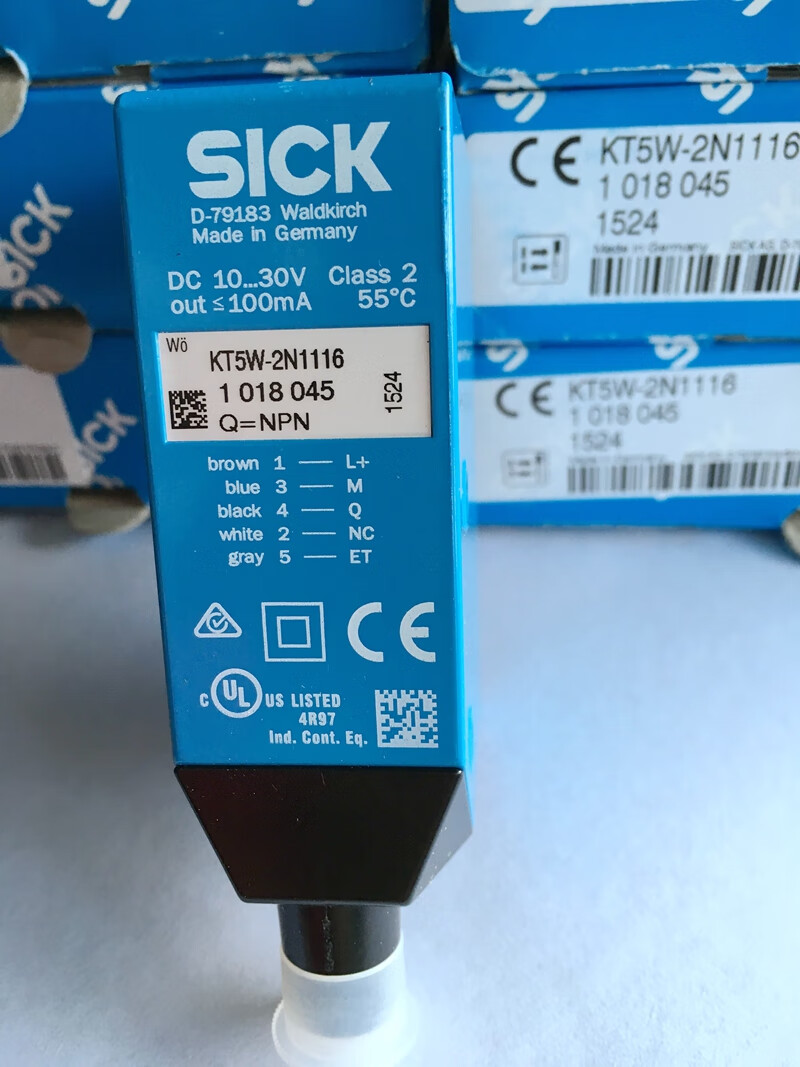 SICK
D-79183 Waldkirch
Made in Germany
DC 10...30V Class 2
out ≤ 100mA 55°C
Wö
KT5W-2N1116
1 018 045
Q=NPN
1524
brown 1 — L+
blue 3 — M
black 4 — Q
white 2 — NC
gray 5 — ET
CE
C UL US LISTED
4R97
Ind. Cont. Eq.
CE KT5W-2N1116
1 018 045
1524
Made in Germany
CE KT5W-2N1116
1 018 045
1524
SICK
SICK